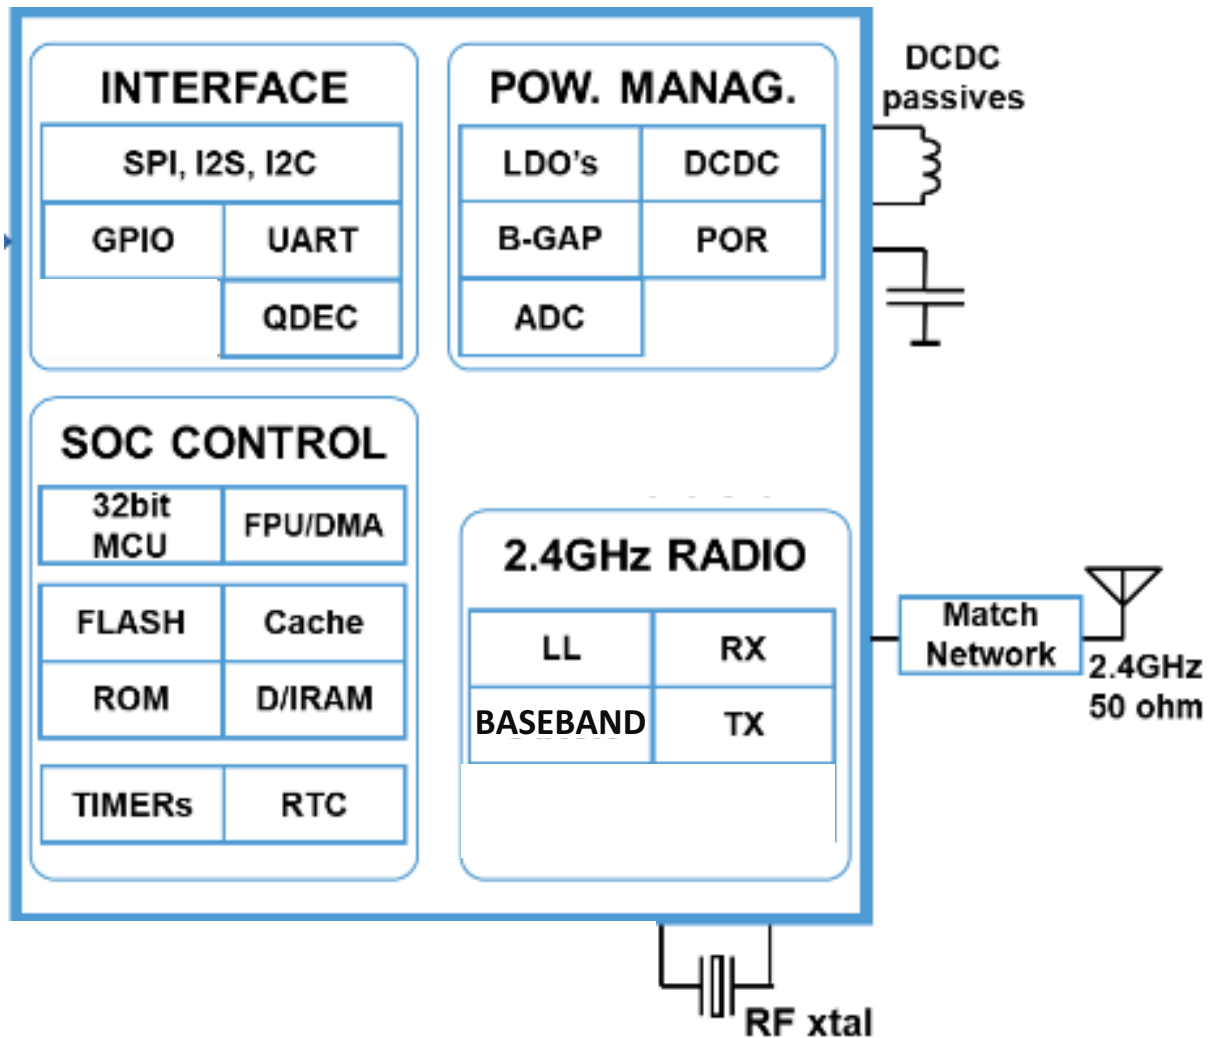 INTERFACE
SPI, I2S, I2C
GPIO
UART
QDEC
POW. MANAG.
LDO's
DCDC
B-GAP
POR
ADC
DCDC
passives
SOC CONTROL
32bit
MCU
FPU/DMA
FLASH
Cache
ROM
D/IRAM
TIMERs
RTC
2.4GHz RADIO
LL
RX
BASEBAND
TX
Match
Network
2.4GHz
50 ohm
RF xtal